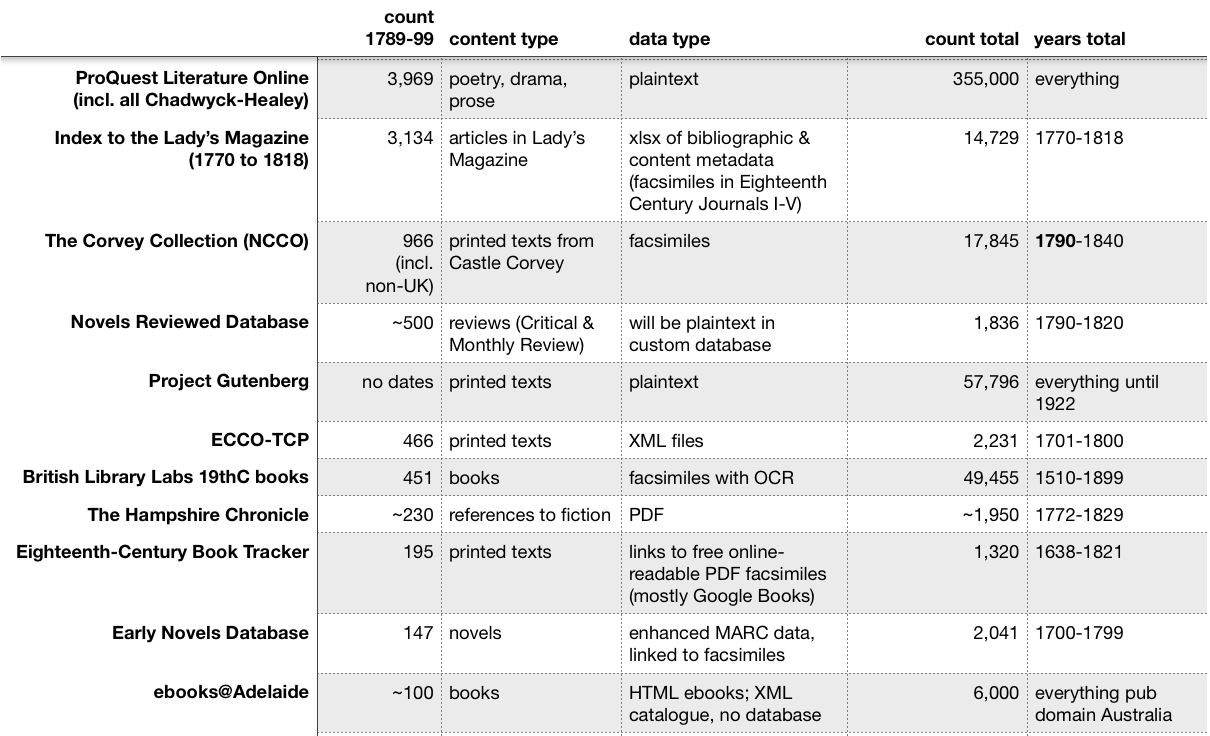 count
1789-99 content type data type count total years total
ProQuest Literature Online 3,969 poetry, drama, plaintext 355,000 everything
(incl. all Chadwyck-Healey) prose
Index to the Lady’s Magazine 3,134 articles in Lady’s xlsx of bibliographic & 14,729 1770-1818
(1770 to 1818) Magazine content metadata
(facsimiles in Eighteenth
Century Journals I-V)
The Corvey Collection (NCCO) 966 printed texts from facsimiles 17,845 1790-1840
(incl. Castle Corvey
non-UK)
Novels Reviewed Database ~500 reviews (Critical & will be plaintext in 1,836 1790-1820
Monthly Review) custom database
Project Gutenberg no dates printed texts plaintext 57,796 everything until
1922
ECCO-TCP 466 printed texts XML files 2,231 1701-1800
British Library Labs 19thC books 451 books facsimiles with OCR 49,455 1510-1899
The Hampshire Chronicle ~230 references to fiction PDF ~1,950 1772-1829
Eighteenth-Century Book Tracker 195 printed texts links to free online- 1,320 1638-1821
readable PDF facsimiles
(mostly Google Books)
Early Novels Database 147 novels enhanced MARC data, 2,041 1700-1799
linked to facsimiles
ebooks@Adelaide ~100 books HTML ebooks; XML 6,000 everything pub
catalogue, no database domain Australia